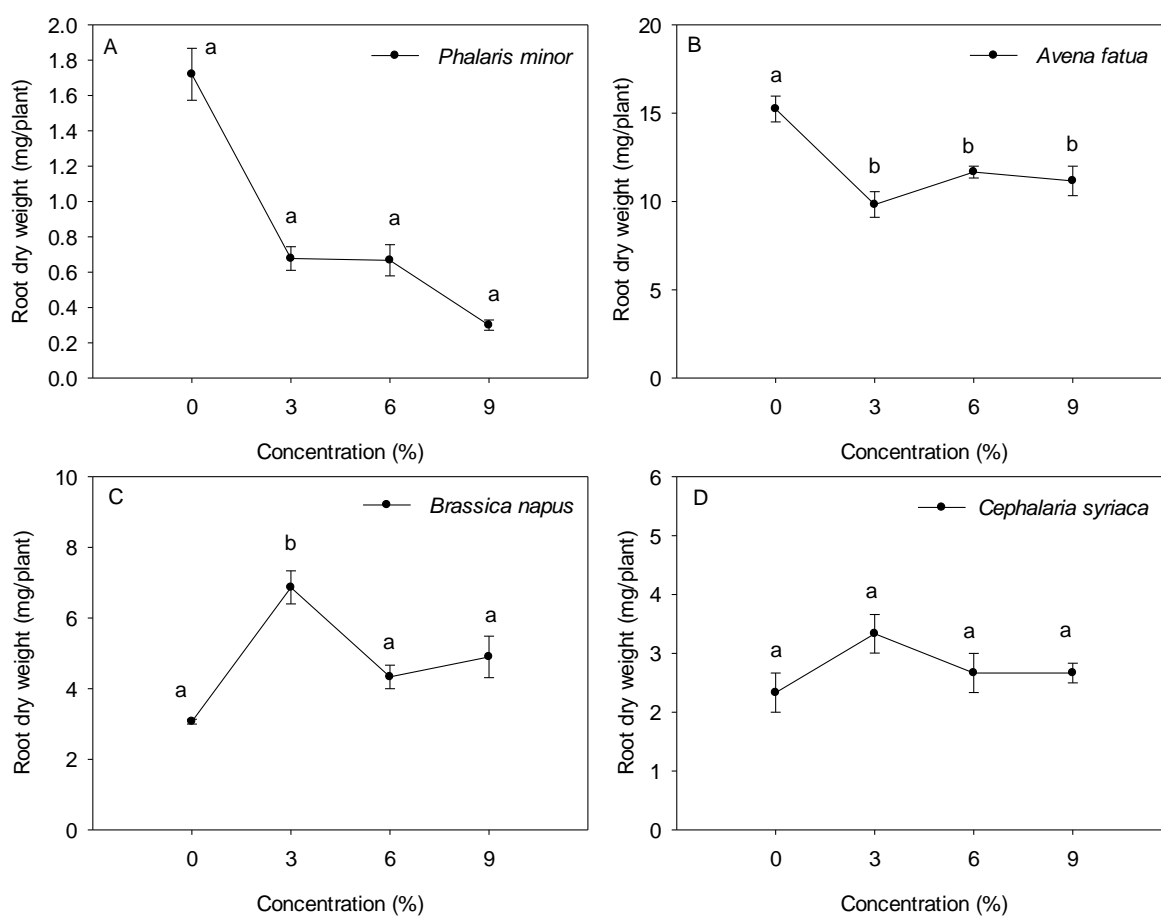 A
Phalaris minor
Root dry weight (mg/plant)
2.0
1.8
1.6
1.4
1.2
1.0
0.8
0.6
0.4
0.2
0.0
a
a
a
a
0 3 6 9
Concentration (%)
B
Avena fatua
Root dry weight (mg/plant)
20
15
10
5
0
a
b
b
b
0 3 6 9
Concentration (%)
C
Brassica napus
Root dry weight (mg/plant)
10
8
6
4
2
0
a
b
a
a
0 3 6 9
Concentration (%)
D
Cephalaria syriaca
Root dry weight (mg/plant)
6
5
4
3
2
1
0
a
a
a
a
0 3 6 9
Concentration (%)